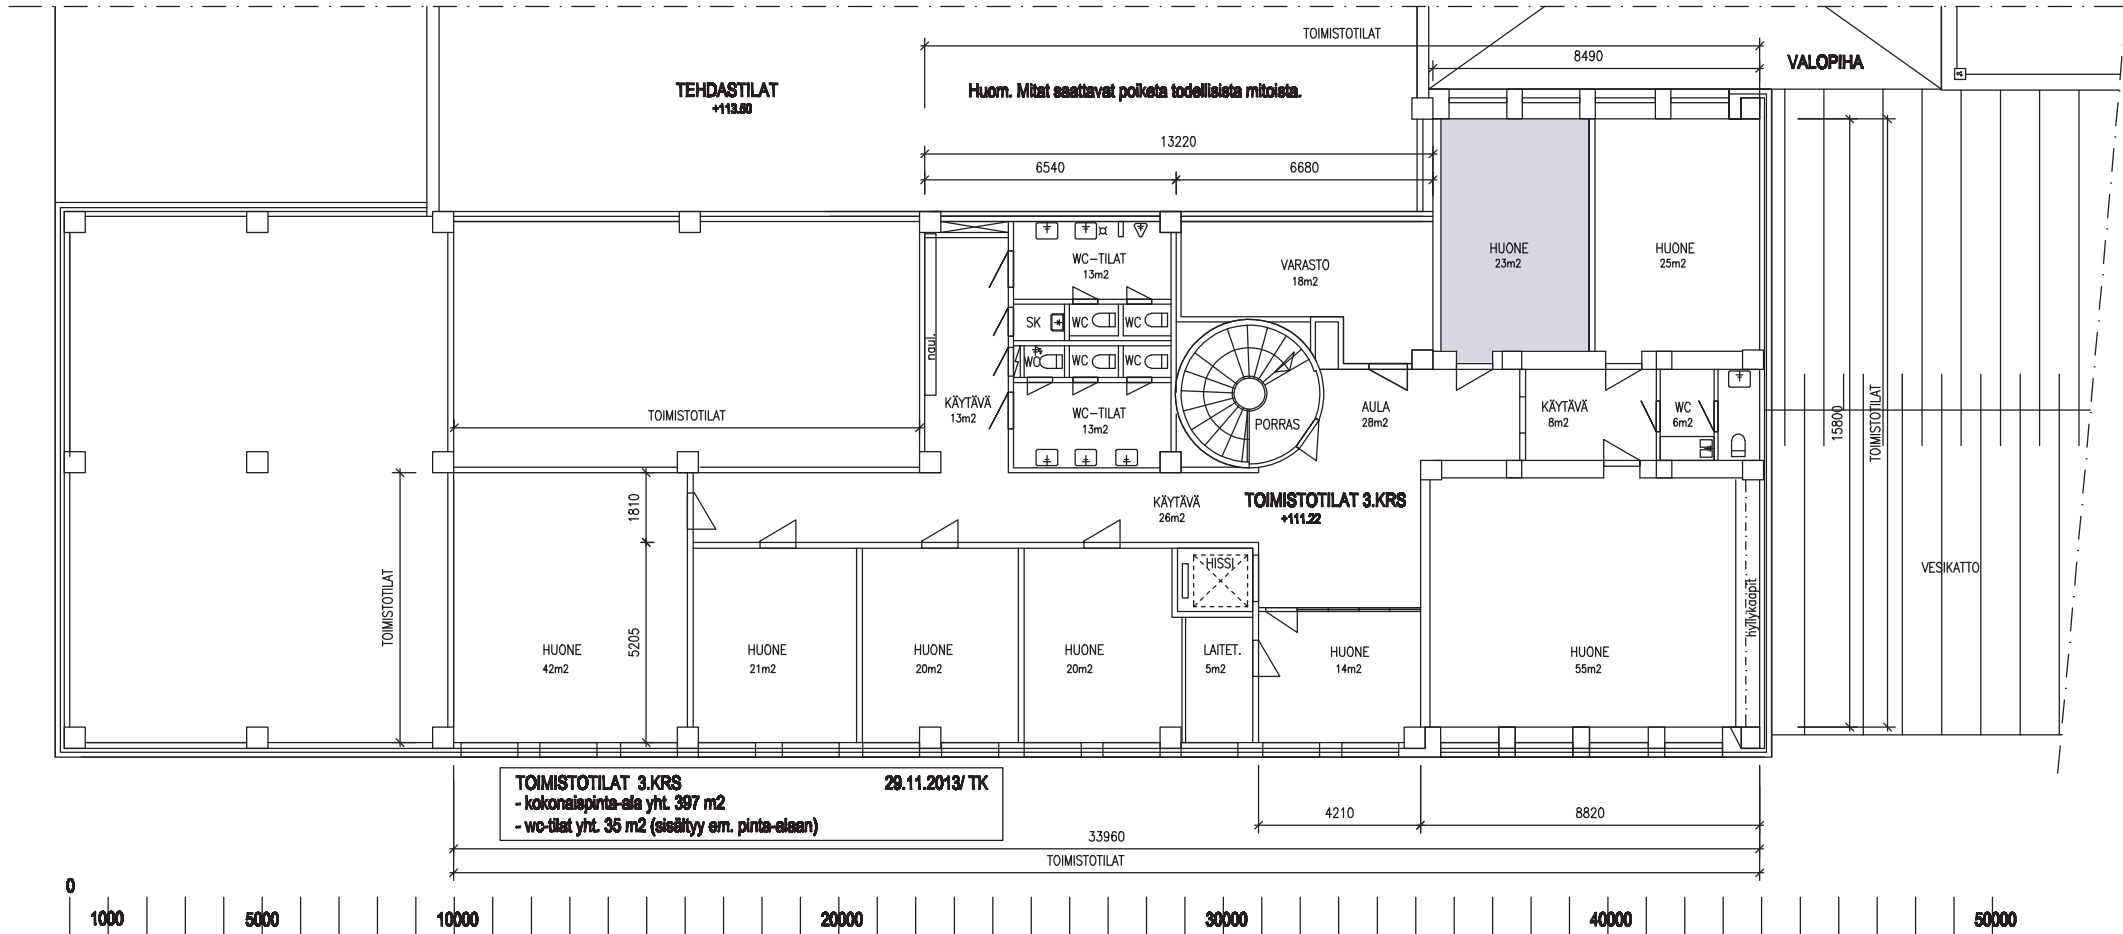 TOIMISTOTILAT
8490
VALOPIHA
TEHDASTILAT
+113.50
Huom. Mitat saattavat poiketa todellisista mitoista.
13220
6540
6680
HUONE
23m2
HUONE
25m2
WC-TILAT
13m2
VARASTO
18m2
SK
WC
WC
naul.
WC
WC
WC
KÄYTÄVÄ
13m2
WC-TILAT
13m2
TOIMISTOTILAT
PORRAS
AULA
28m2
KÄYTÄVÄ
8m2
WC
6m2
15800
TOIMISTOTILAT
1810
KÄYTÄVÄ
26m2
TOIMISTOTILAT 3.KRS
+111.22
HISSI
VESIKATTO
TOIMISTOTILAT
5205
hyllykaapit
HUONE
42m2
HUONE
21m2
HUONE
20m2
HUONE
20m2
LAITET.
5m2
HUONE
14m2
HUONE
55m2
TOIMISTOTILAT 3.KRS 29.11.2013/ TK
- kokonaispinta-ala yht. 397 m2
- wc-tilat yht. 35 m2 (sisältyy em. pinta-alaan)
4210
8820
33960
TOIMISTOTILAT
0
1000 5000 10000 20000 30000 40000 50000